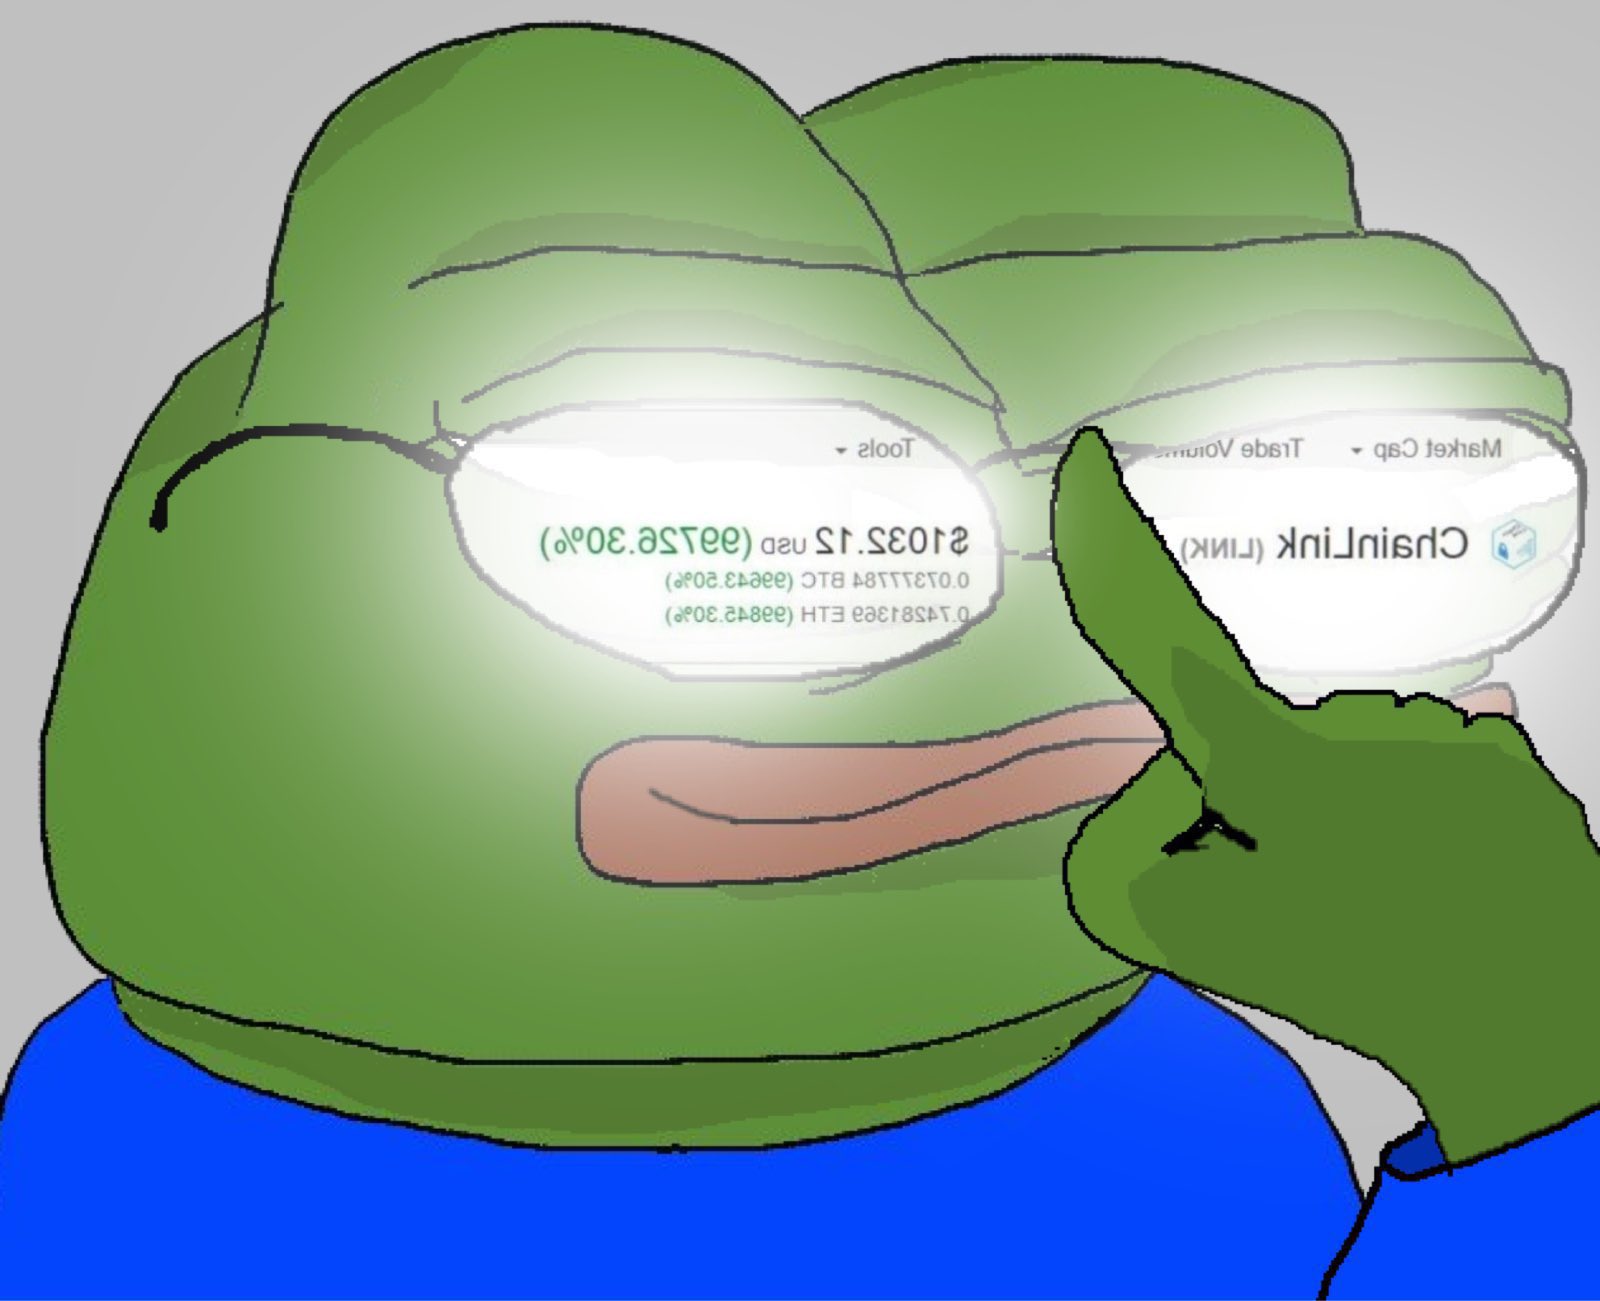 Market Cap ▾ Trade Volume Tools ▾
ChainLink (LINK) $1032.12 USD (99726.30%)
0.07377784 BTC (99643.50%)
0.74281369 ETH (99845.30%)